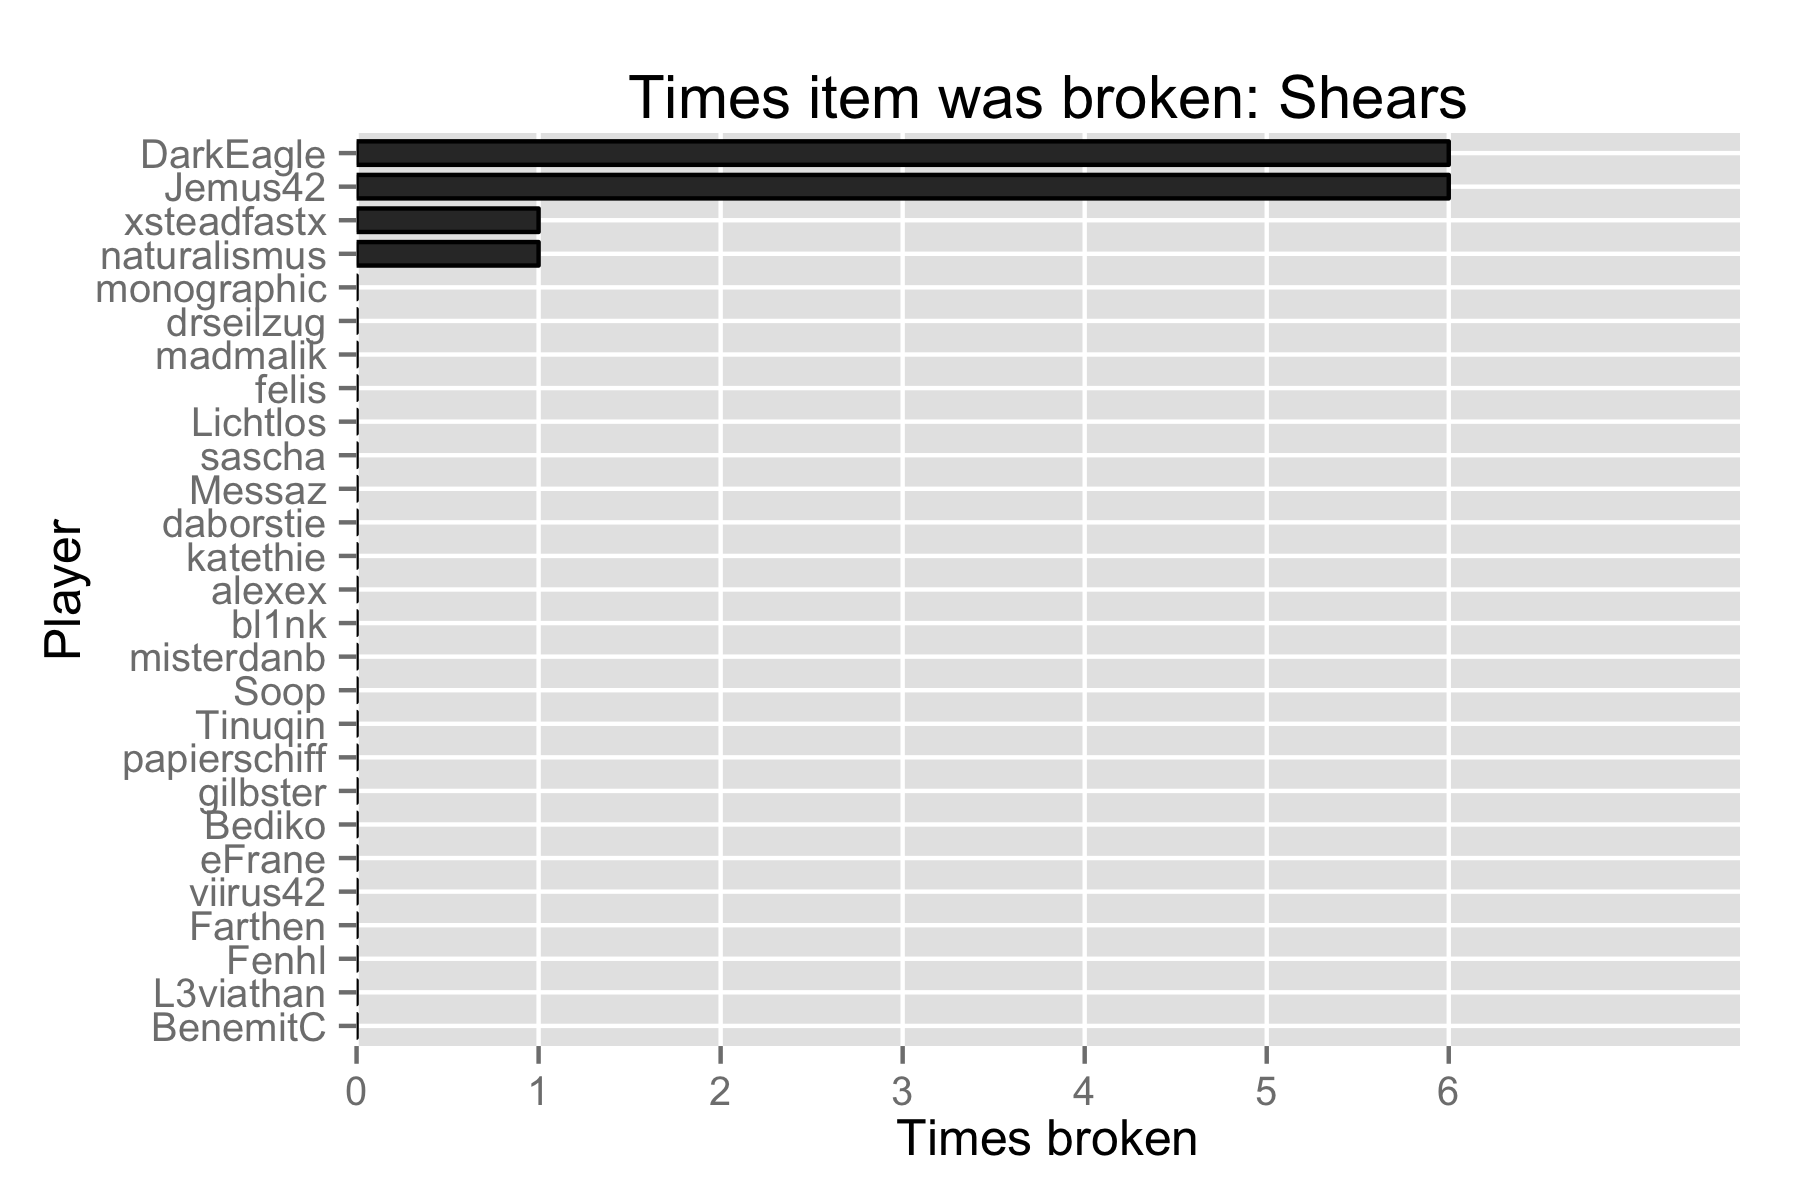 Times item was broken: Shears
DarkEagle
Jemus42
xsteadfastx
naturalismus
monographic
drseilzug
madmalik
felis
Lichtlos
sascha
Messaz
daborstie
katethie
alexex
bl1nk
misterdanb
Soop
Tinuqin
papierschiff
gilbster
Bediko
eFrane
viirus42
Farthen
Fenhl
L3viathan
BenemitC
Player
0 1 2 3 4 5 6
Times broken